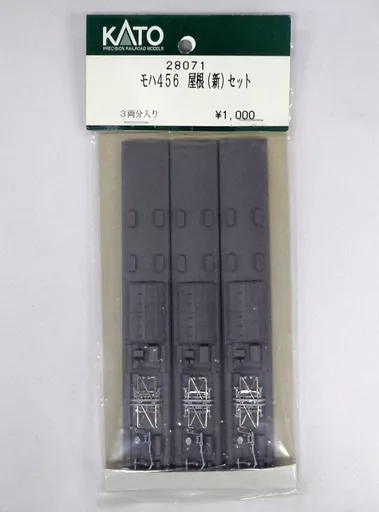 KATO
PRECISION RAILROAD MODELS
28071
モハ456 屋根(新)セット
3両分入り
¥1,000